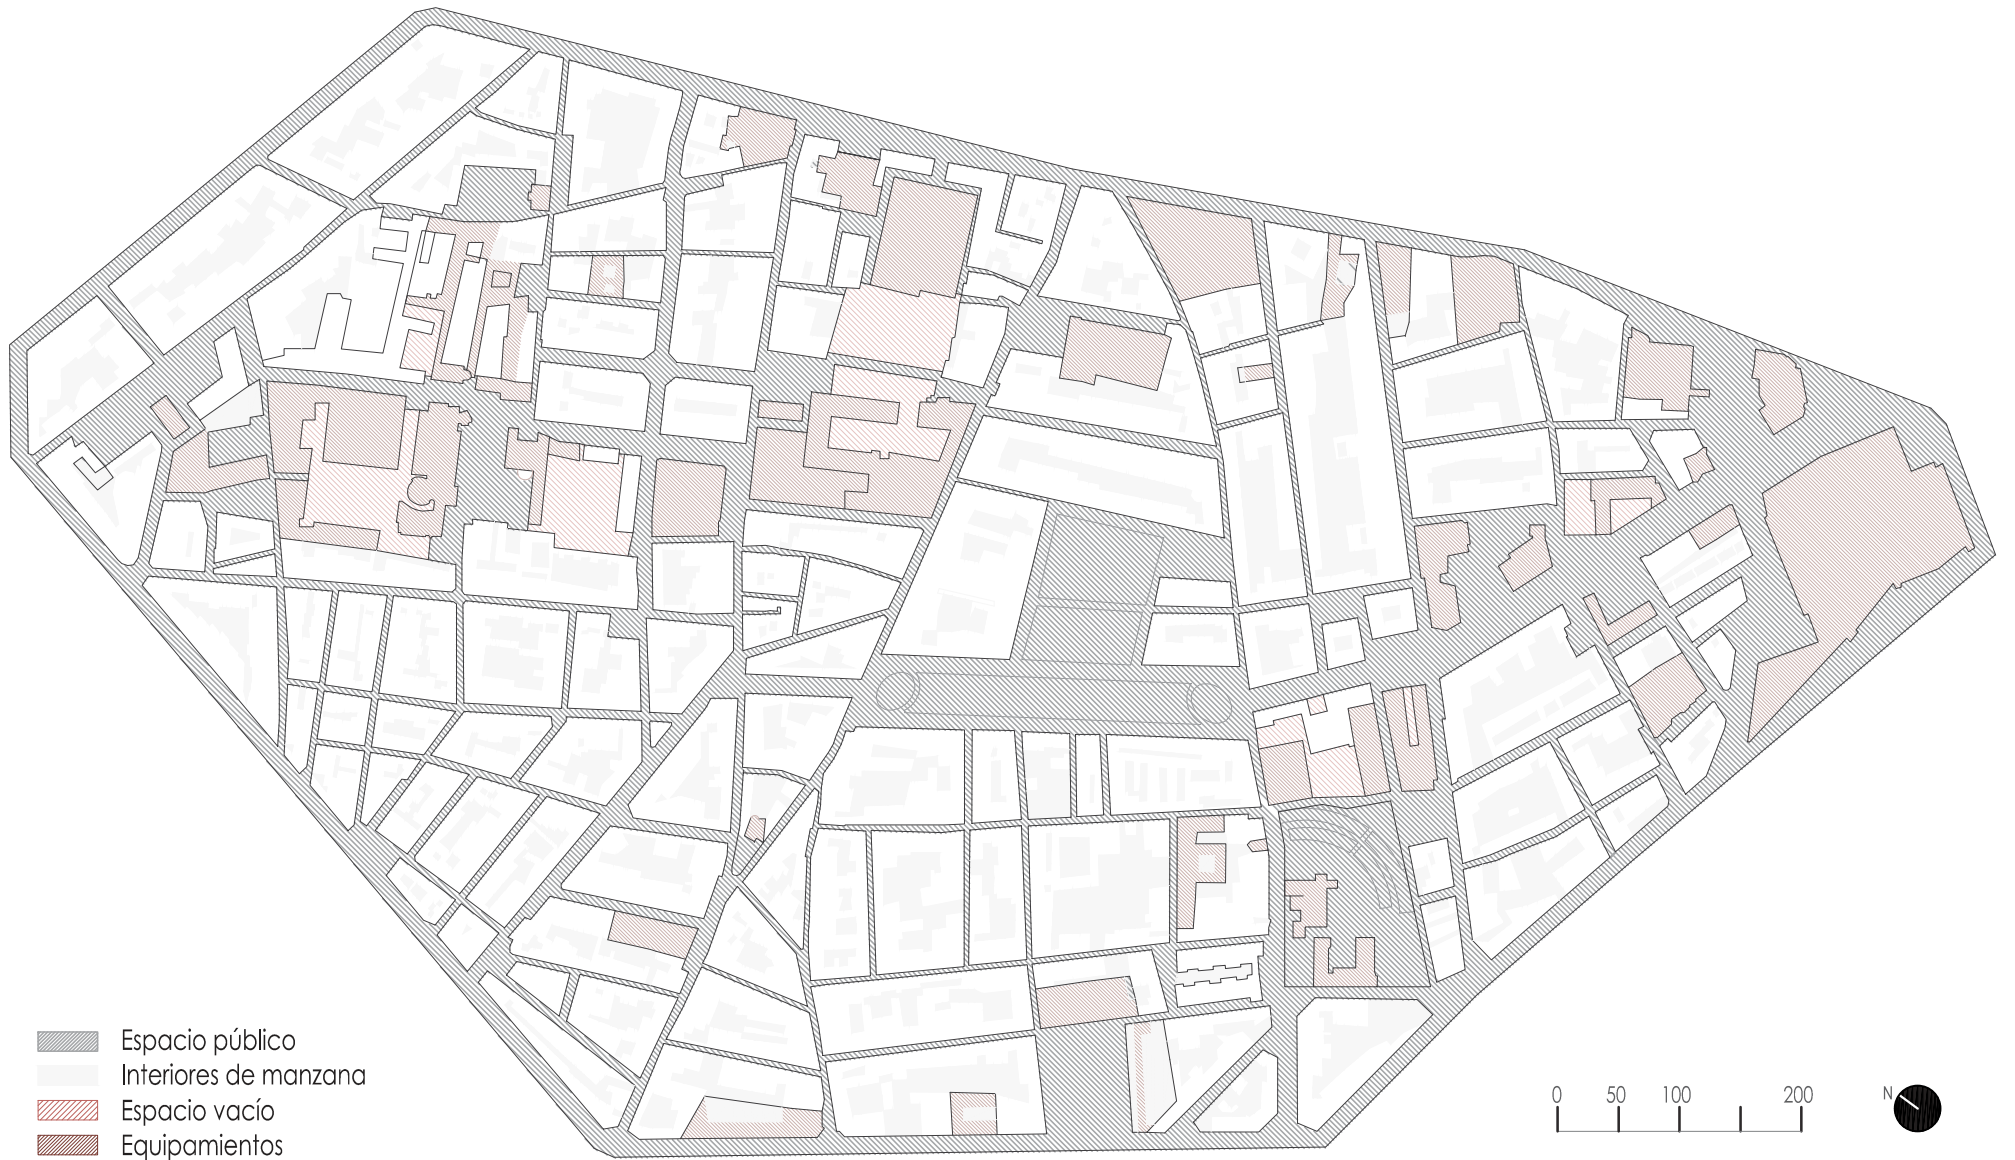 Espacio público
Interiores de manzana
Espacio vacío
Equipamientos
0 50 100 200
N